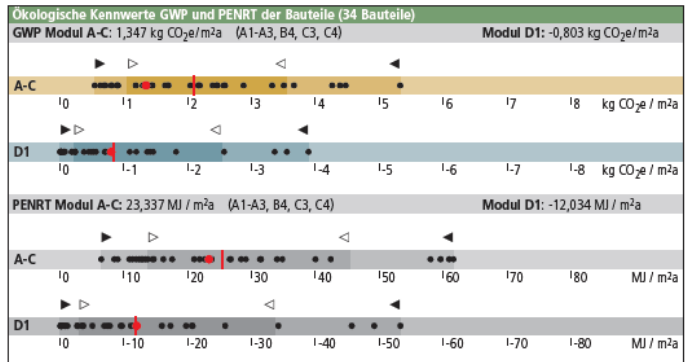 Ökologische Kennwerte GWP und PENRT der Bauteile (34 Bauteile)
GWP Modul A-C: 1,347 kg CO₂e/m²a (A1-A3, B4, C3, C4) Modul D1: -0,803 kg CO₂e/m²a
A-C
0 1 2 3 4 5 6 7 8 kg CO₂e / m²a
D1
0 -1 -2 -3 -4 -5 -6 -7 -8 kg CO₂e / m²a
PENRT Modul A-C: 23,337 MJ / m²a (A1-A3, B4, C3, C4) Modul D1: -12,034 MJ / m²a
A-C
0 10 20 30 40 50 60 70 80 MJ / m²a
D1
0 -10 -20 -30 -40 -50 -60 -70 -80 MJ / m²a